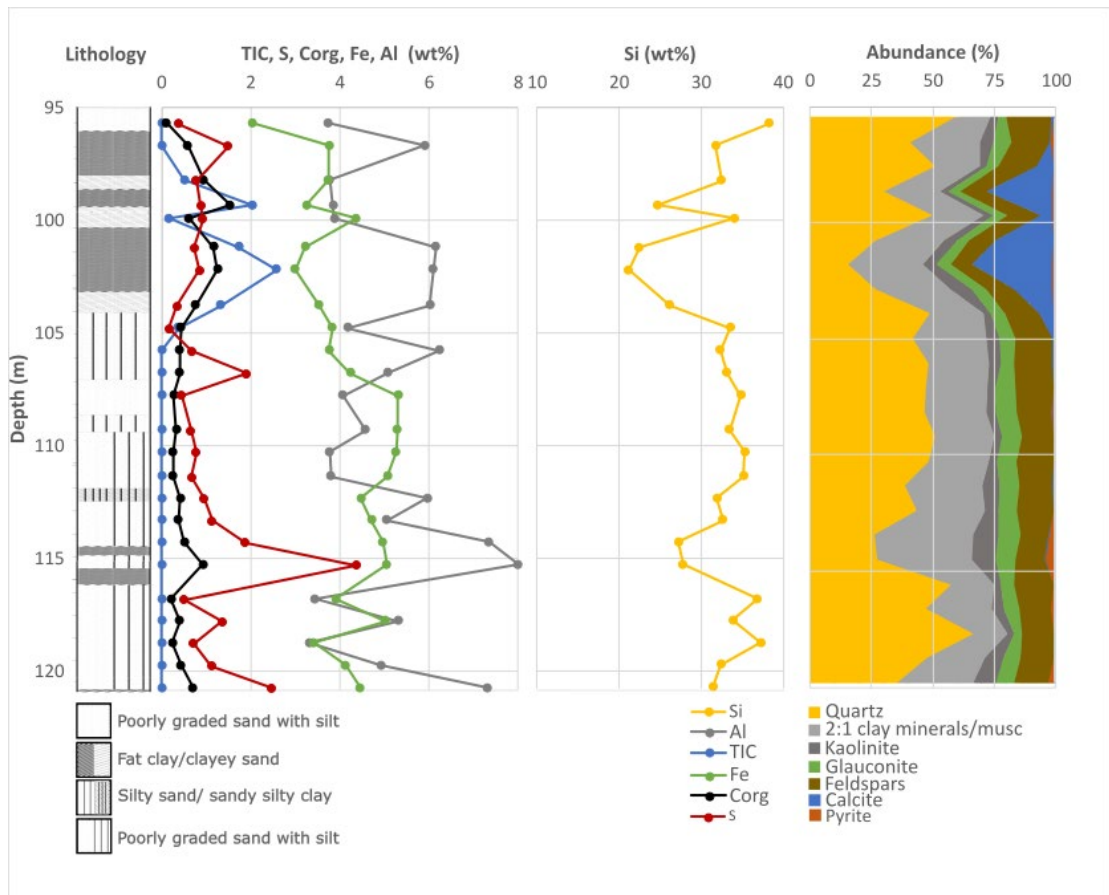 Lithology
TIC, S, Corg, Fe, Al (wt%)
Si (wt%)
Abundance (%)
0 2 4 6 8
10 20 30 40
0 25 50 75 100
Depth (m)
95
100
105
110
115
120
Poorly graded sand with silt
Fat clay/clayey sand
Silty sand/ sandy silty clay
Poorly graded sand with silt
Si
Al
TIC
Fe
Corg
s
Quartz
2:1 clay minerals/musc
Kaolinite
Glauconite
Feldspars
Calcite
Pyrite